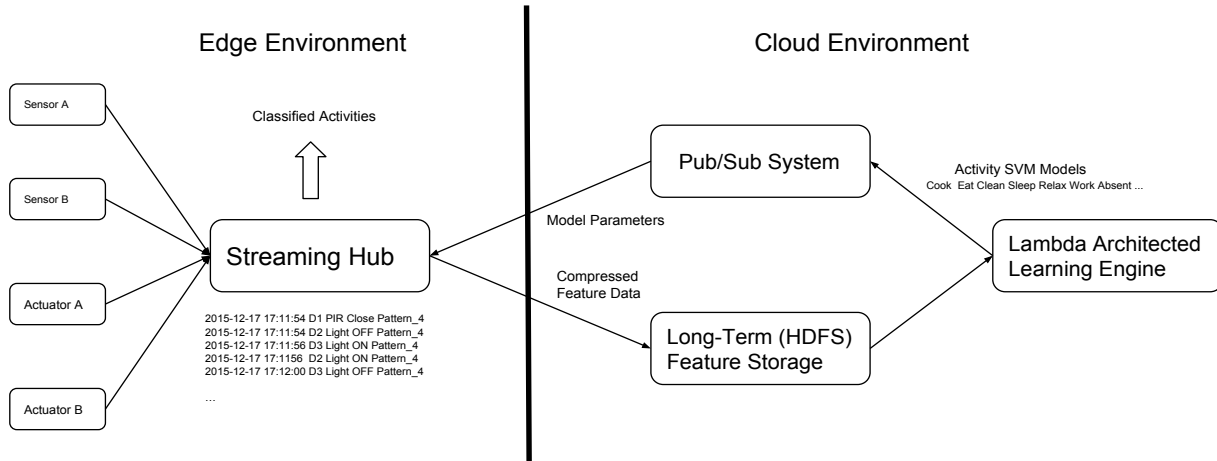 Edge Environment
Cloud Environment
Sensor A
Classified Activities
Pub/Sub System
Activity SVM Models
Cook Eat Clean Sleep Relax Work Absent ...
Sensor B
Model Parameters
Streaming Hub
Lambda Architected
Learning Engine
Compressed
Feature Data
Actuator A
2015-12-17 17:11:54 D1 PIR Close Pattern_4
2015-12-17 17:11:54 D2 Light OFF Pattern_4
2015-12-17 17:11:56 D3 Light ON Pattern_4
2015-12-17 17:1156 D2 Light ON Pattern_4
2015-12-17 17:12:00 D3 Light OFF Pattern_4
...
Long-Term (HDFS)
Feature Storage
Actuator B